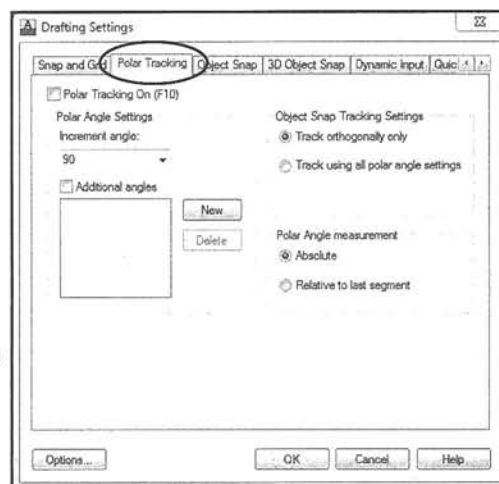 Drafting Settings
Snap and Grid
Polar Tracking
Object Snap
3D Object Snap
Dynamic Input
Quic
Polar Tracking On (F10)
Polar Angle Settings
Increment angle:
90
Additional angles
New
Delete
Object Snap Tracking Settings
Track orthogonally only
Track using all polar angle settings
Polar Angle measurement
Absolute
Relative to last segment
Options...
OK
Cancel
Help